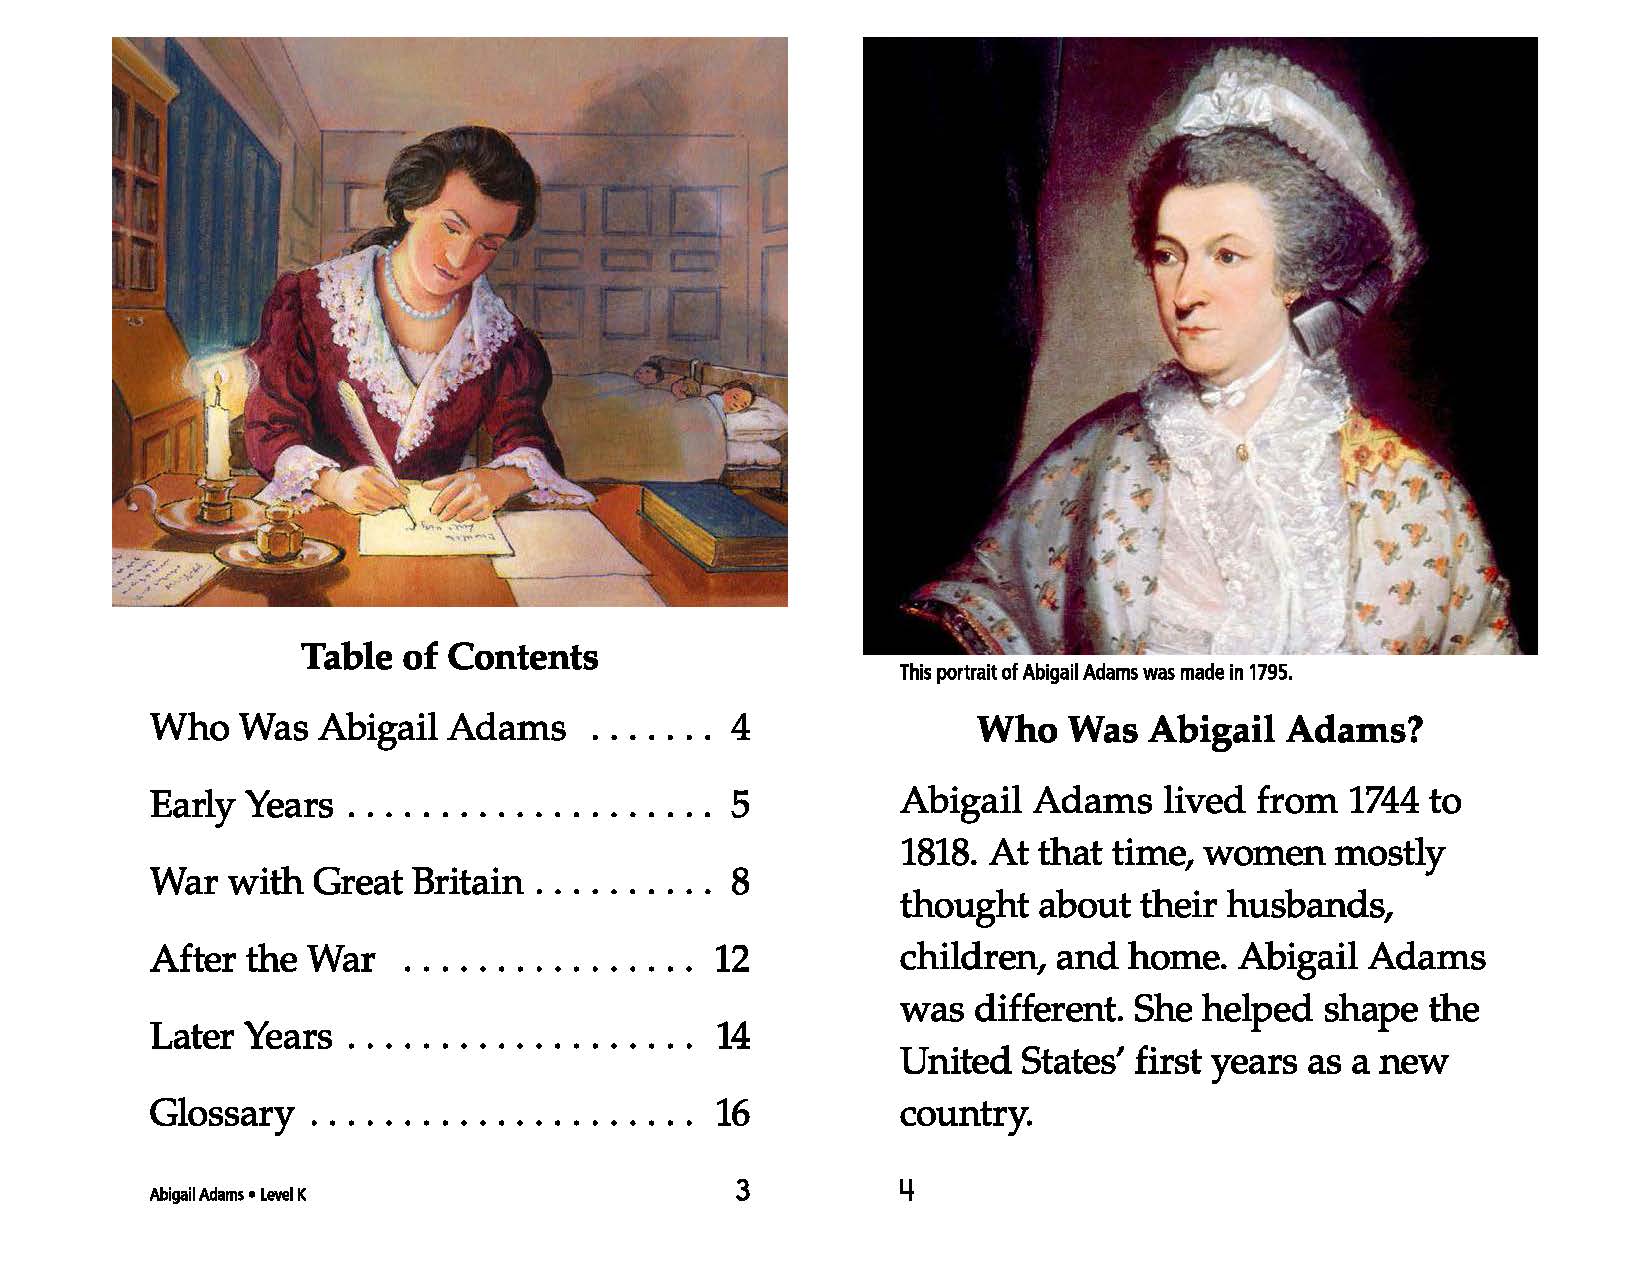 Table of Contents
Who Was Abigail Adams . . . . . . . 4
Early Years . . . . . . . . . . . . . . . . . . . . 5
War with Great Britain . . . . . . . . . . 8
After the War . . . . . . . . . . . . . . . . 12
Later Years . . . . . . . . . . . . . . . . . . . 14
Glossary . . . . . . . . . . . . . . . . . . . . . 16
Abigail Adams • Level K 3
This portrait of Abigail Adams was made in 1795.
Who Was Abigail Adams?
Abigail Adams lived from 1744 to
1818. At that time, women mostly
thought about their husbands,
children, and home. Abigail Adams
was different. She helped shape the
United States’ first years as a new
country.
4